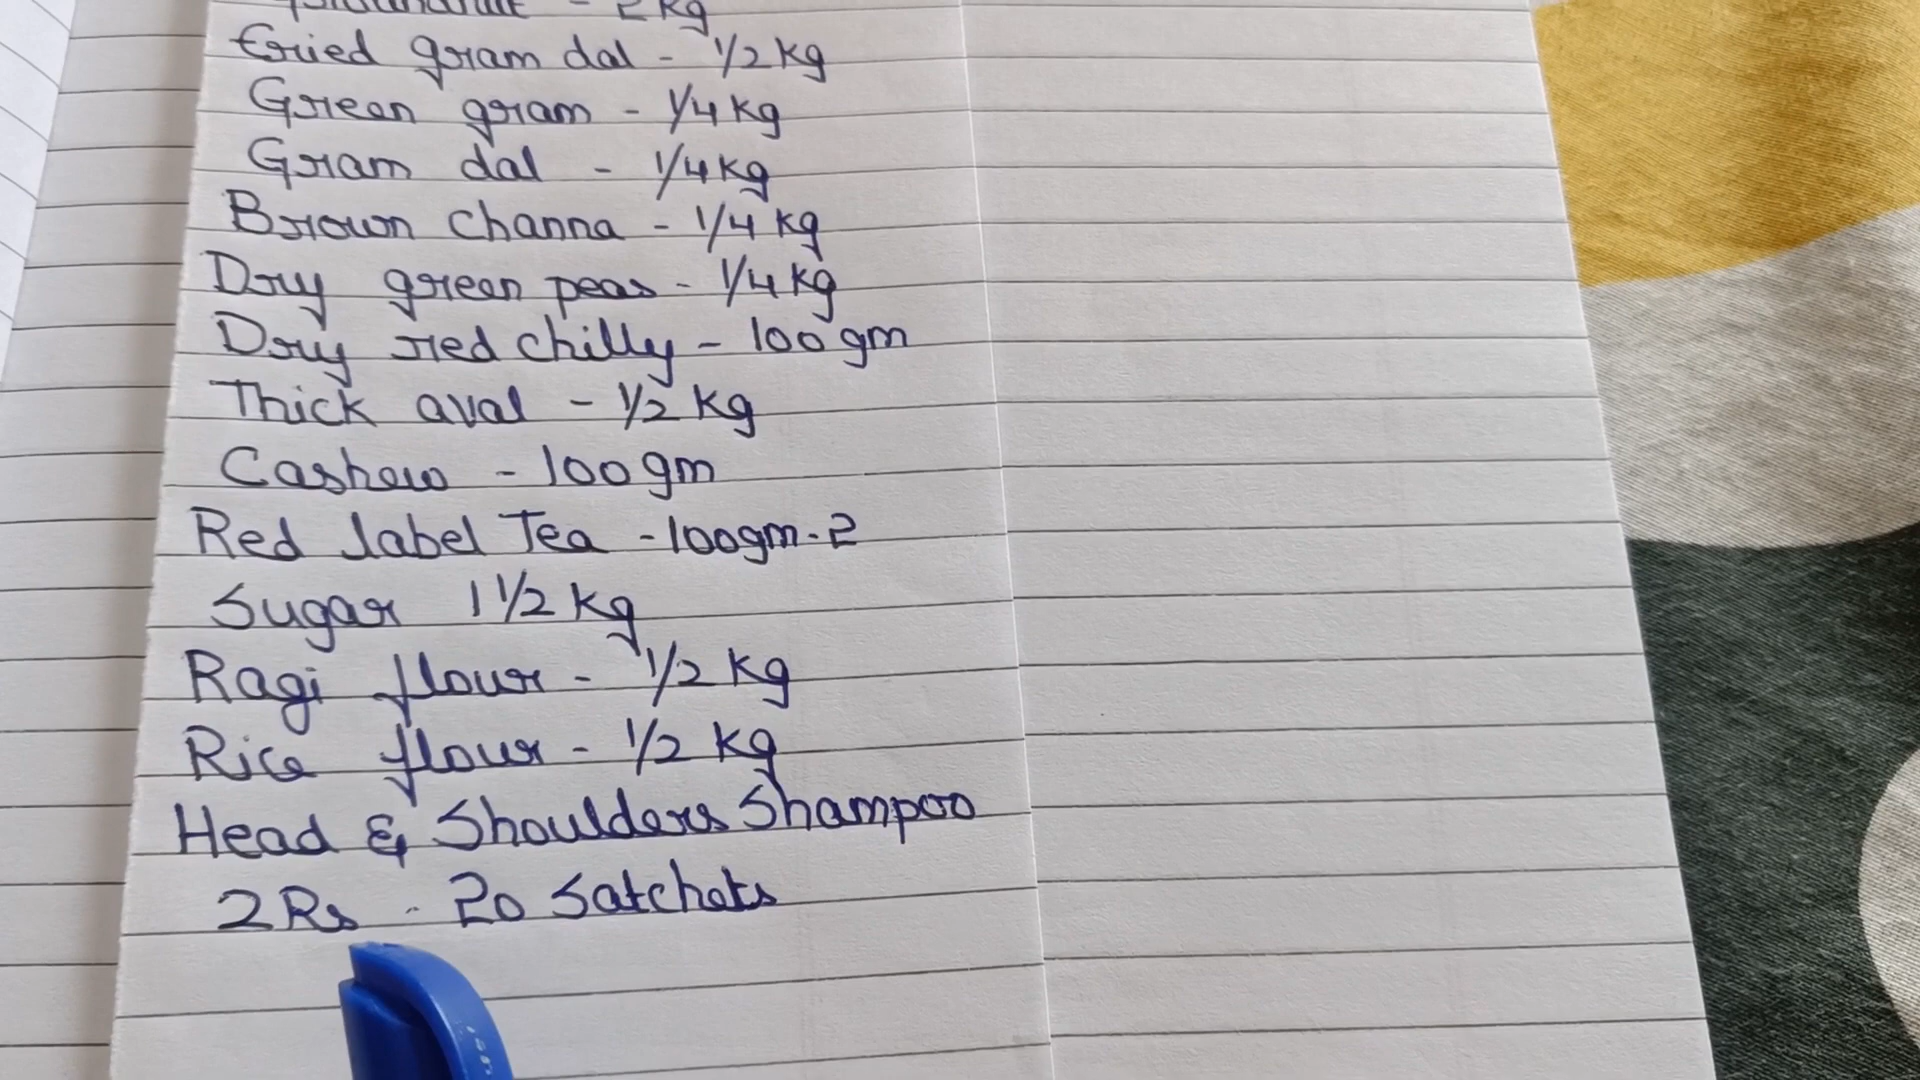 - 2 kg
Fried gram dal - 1/2 kg
Green gram - 1/4 kg
Gram dal - 1/4 kg
Brown channa - 1/4 kg
Dry green peas - 1/4 kg
Dry red chilly - 100 gm
Thick aval - 1/2 kg
Cashew - 100 gm
Red label Tea - 100gm - 2
Sugar 1 1/2 kg
Ragi flour - 1/2 kg
Rice flour - 1/2 kg
Head & Shoulders Shampoo
2 Rs - 20 Satchets